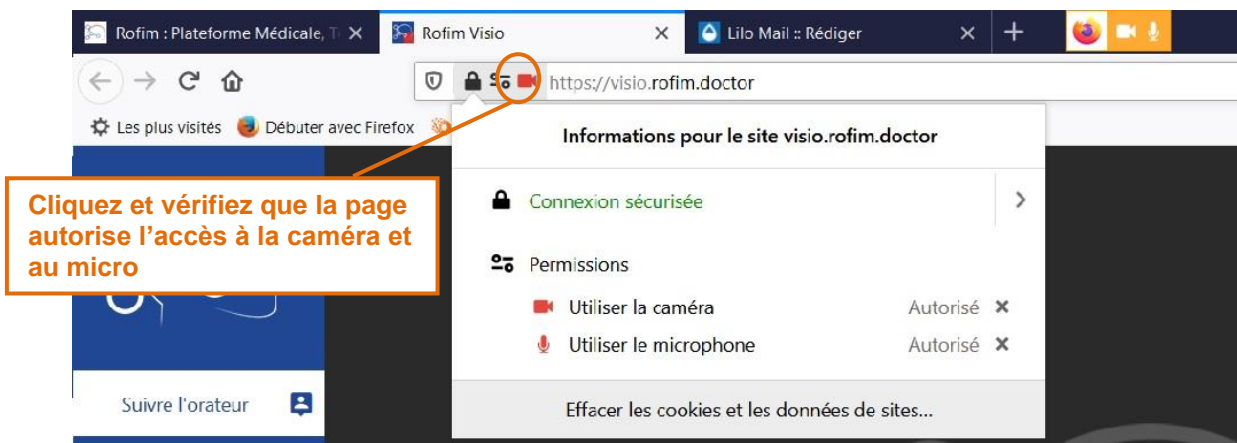 Rofim : Plateforme Médicale, T
Rofim Visio
Lilo Mail :: Rédiger
https://visio.rofim.doctor
Les plus visités Débuter avec Firefox
Informations pour le site visio.rofim.doctor
Connexion sécurisée
Cliquez et vérifiez que la page
autorise l’accès à la caméra et
au micro
Permissions
Utiliser la caméra Autorisé
Utiliser le microphone Autorisé
Suivre l'orateur
Effacer les cookies et les données de sites...